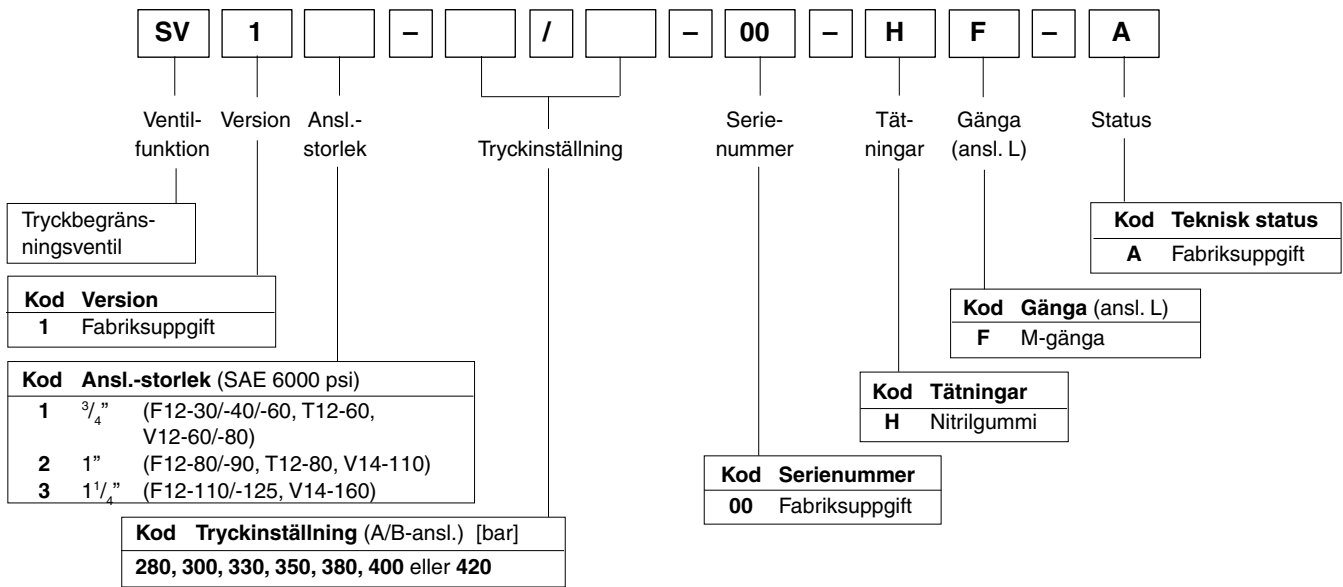 SV 1 – / – 00 – H F – A
Ventil-
funktion
Version
Ansl.-
storlek
Tryckinställning
Serie-
nummer
Tät-
ningar
Gänga
(ansl. L)
Status
Tryckbegräns-
ningsventil
Kod Version
1 Fabriksuppgift
Kod Ansl.-storlek (SAE 6000 psi)
1 3/4” (F12-30/-40/-60, T12-60,
V12-60/-80)
2 1” (F12-80/-90, T12-80, V14-110)
3 1 1/4” (F12-110/-125, V14-160)
Kod Tryckinställning (A/B-ansl.) [bar]
280, 300, 330, 350, 380, 400 eller 420
Kod Serienummer
00 Fabriksuppgift
Kod Tätningar
H Nitrilgummi
Kod Gänga (ansl. L)
F M-gänga
Kod Teknisk status
A Fabriksuppgift